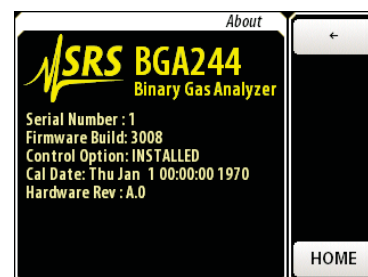 About
←
SRS BGA244
Binary Gas Analyzer
Serial Number : 1
Firmware Build: 3008
Control Option: INSTALLED
Cal Date: Thu Jan  1 00:00:00 1970
Hardware Rev : A.0
HOME